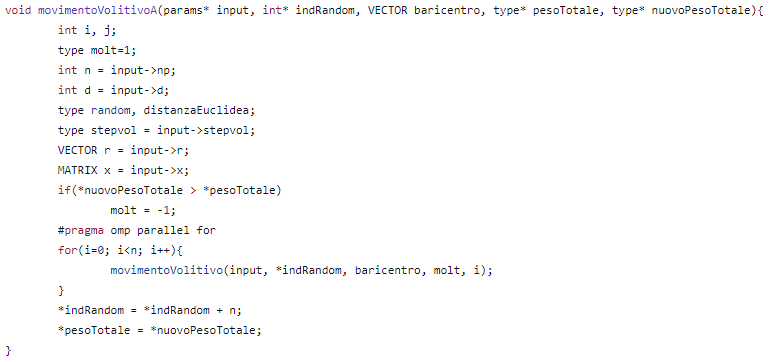 void movimentoVolitivoA(params* input, int* indRandom, VECTOR baricentro, type* pesoTotale, type* nuovoPesoTotale){
int i, j;
type molt=1;
int n = input->np;
int d = input->d;
type random, distanzaEuclidea;
type stepvol = input->stepvol;
VECTOR r = input->r;
MATRIX x = input->x;
if(*nuovoPesoTotale > *pesoTotale)
molt = -1;
#pragma omp parallel for
for(i=0; i<n; i++){
movimentoVolitivo(input, *indRandom, baricentro, molt, i);
}
*indRandom = *indRandom + n;
*pesoTotale = *nuovoPesoTotale;
}